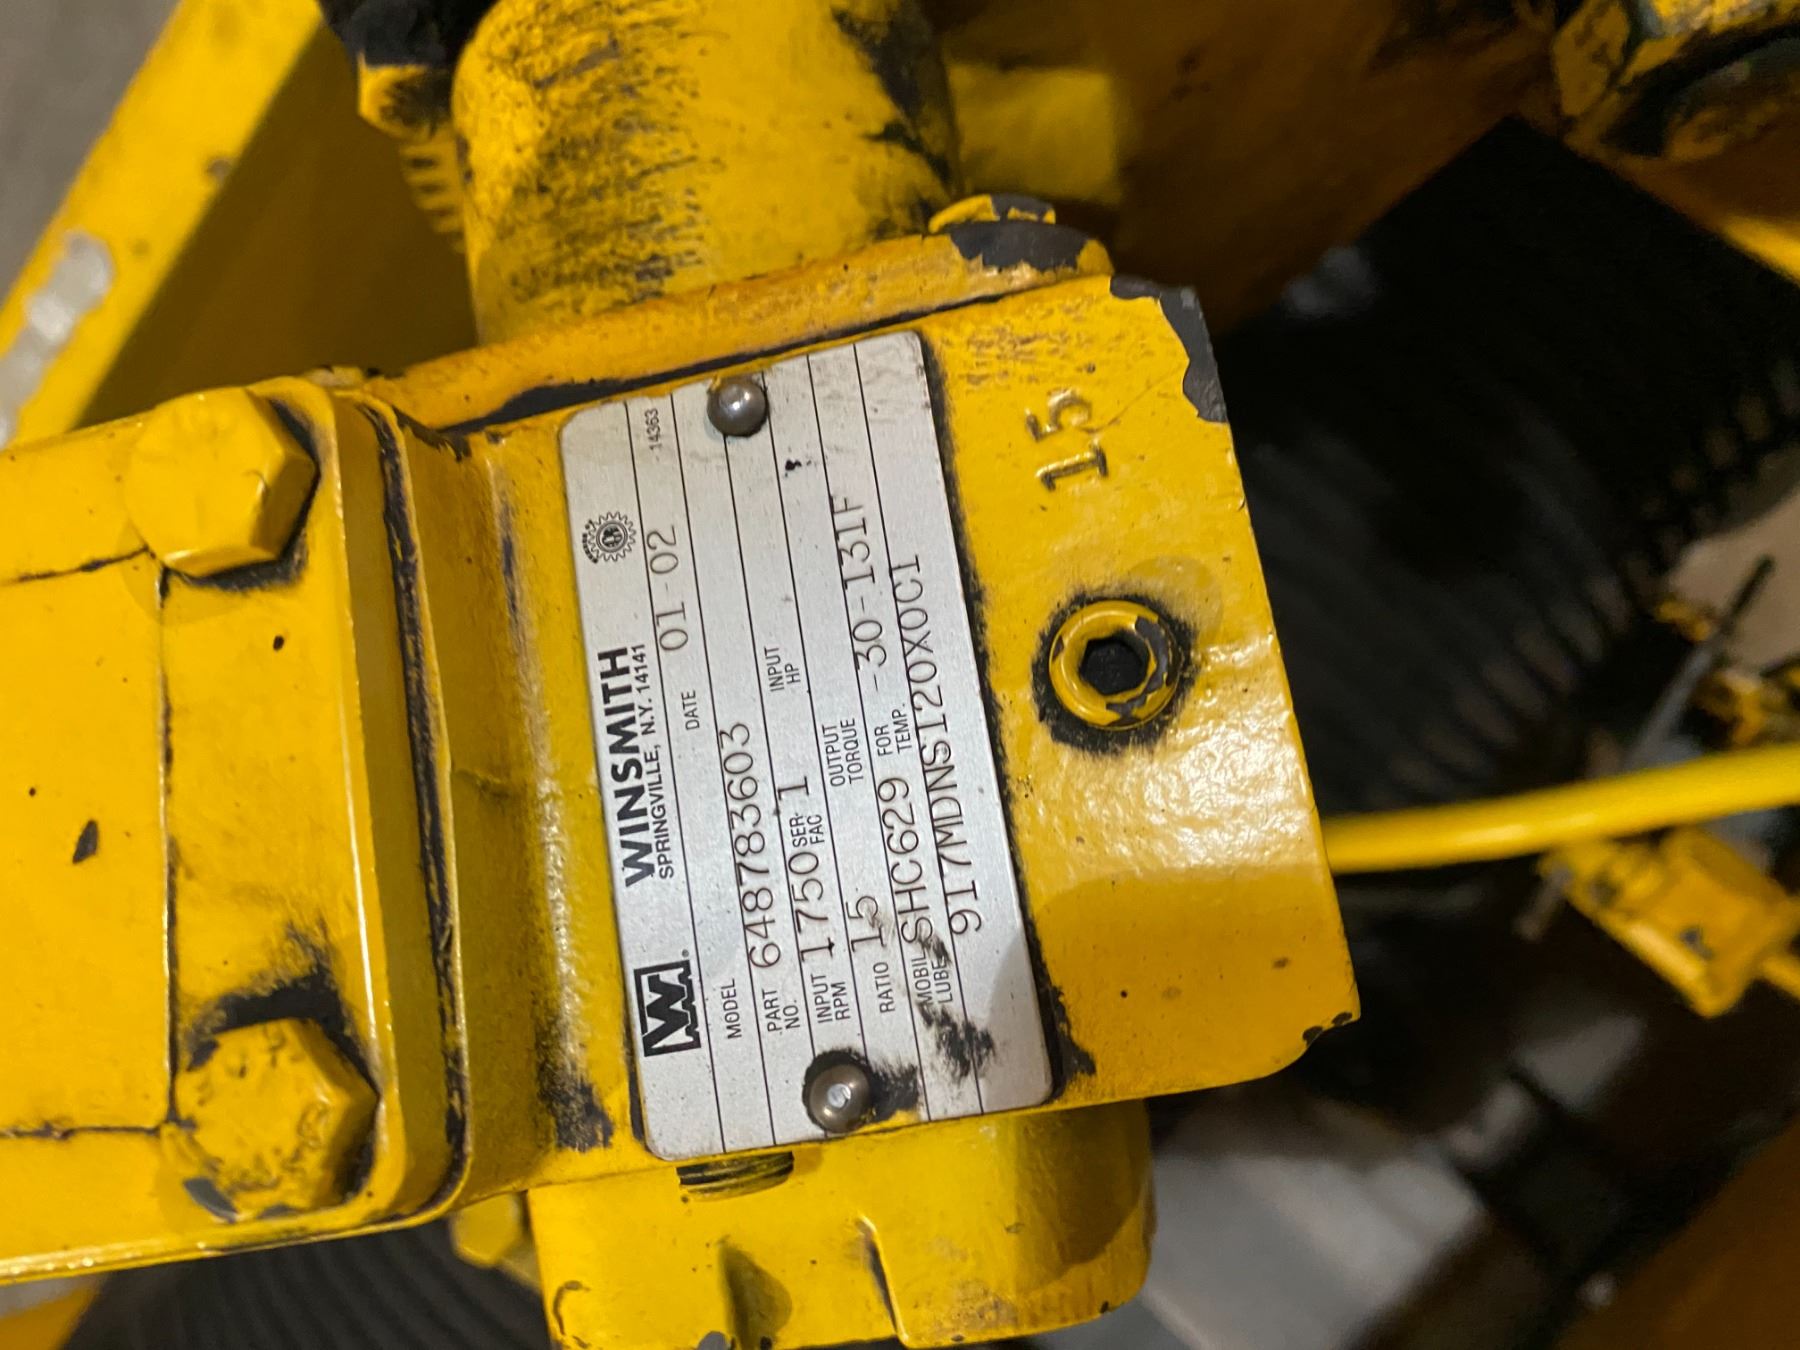 WINSMITH
SPRINGVILLE, N.Y. 14141 14363
MODEL DATE 01-02
PART NO. 648783603
INPUT RPM 1750 SER. FAC 1 INPUT HP
RATIO 15 OUTPUT TORQUE
MOBIL LUBE SHC629 FOR TEMP. -30-131F
917MDNS120X0C1
15